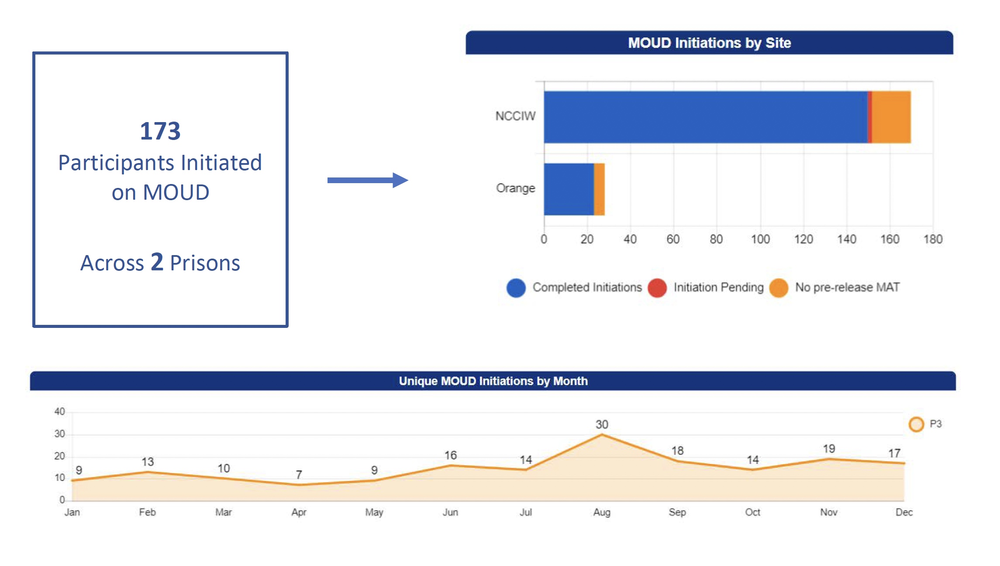 173
Participants Initiated
on MOUD
Across 2 Prisons
MOUD Initiations by Site
NCCIW
Orange
0 20 40 60 80 100 120 140 160 180
Completed Initiations Initiation Pending No pre-release MAT
Unique MOUD Initiations by Month
40
30
20
10
0
9 13 10 7 9 16 14 30 18 14 19 17
P3
Jan Feb Mar Apr May Jun Jul Aug Sep Oct Nov Dec